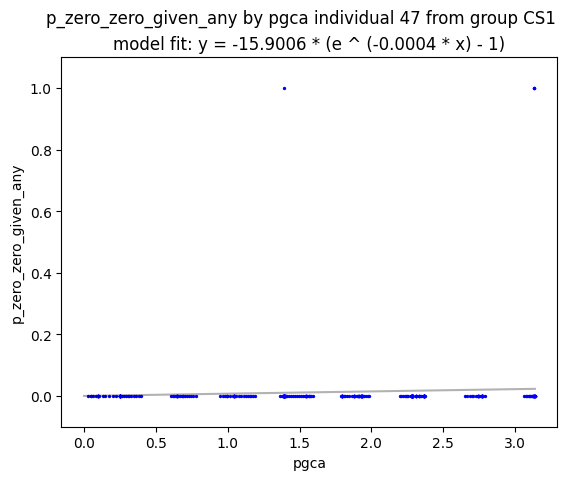 p_zero_zero_given_any by pgca individual 47 from group CS1
model fit: y = -15.9006 * (e ^ (-0.0004 * x) - 1)
1.0
0.8
0.6
0.4
0.2
0.0
p_zero_zero_given_any
0.0 0.5 1.0 1.5 2.0 2.5 3.0
pgca